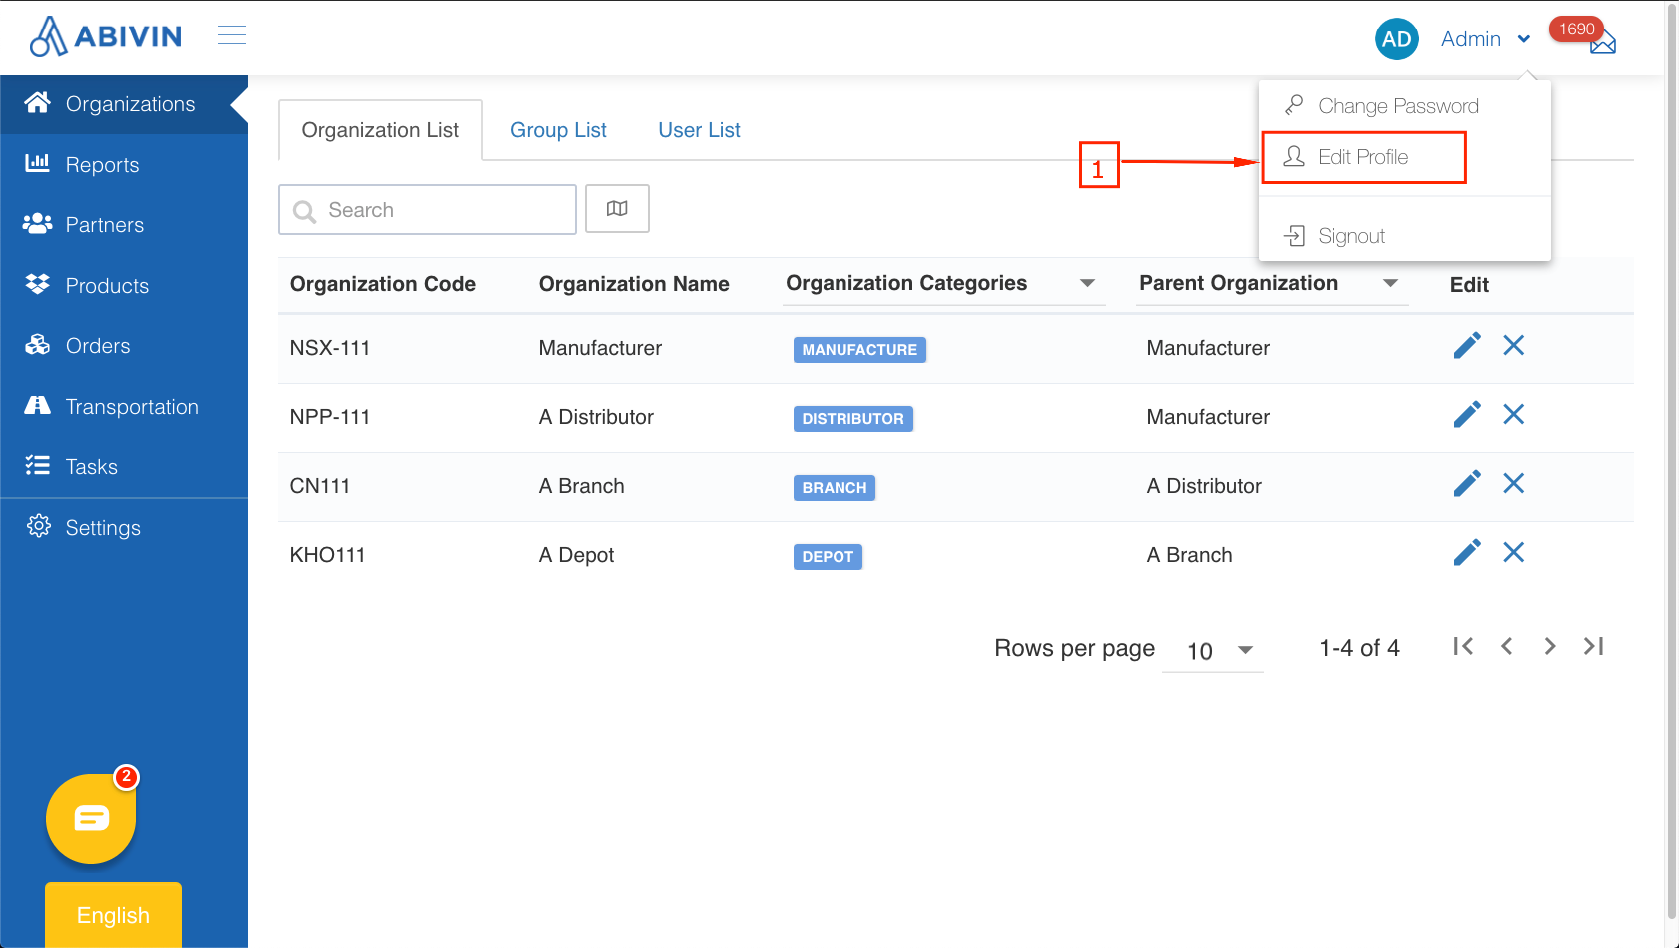 ABIVIN
AD Admin 1690
Organizations
Reports
Partners
Products
Orders
Transportation
Tasks
Settings
2
English
Change Password
1 Edit Profile
Signout
Organization List Group List User List
Search
Organization Code Organization Name Organization Categories Parent Organization Edit
NSX-111 Manufacturer MANUFACTURE Manufacturer
NPP-111 A Distributor DISTRIBUTOR Manufacturer
CN111 A Branch BRANCH A Distributor
KHO111 A Depot DEPOT A Branch
Rows per page 10 1-4 of 4